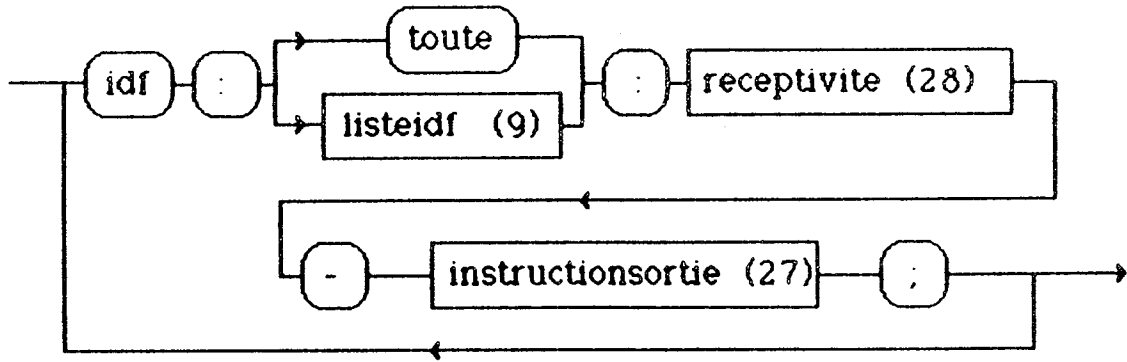 toute
idf : : receptivite (28)
listeidf (9)
- instructionsortie (27) ;